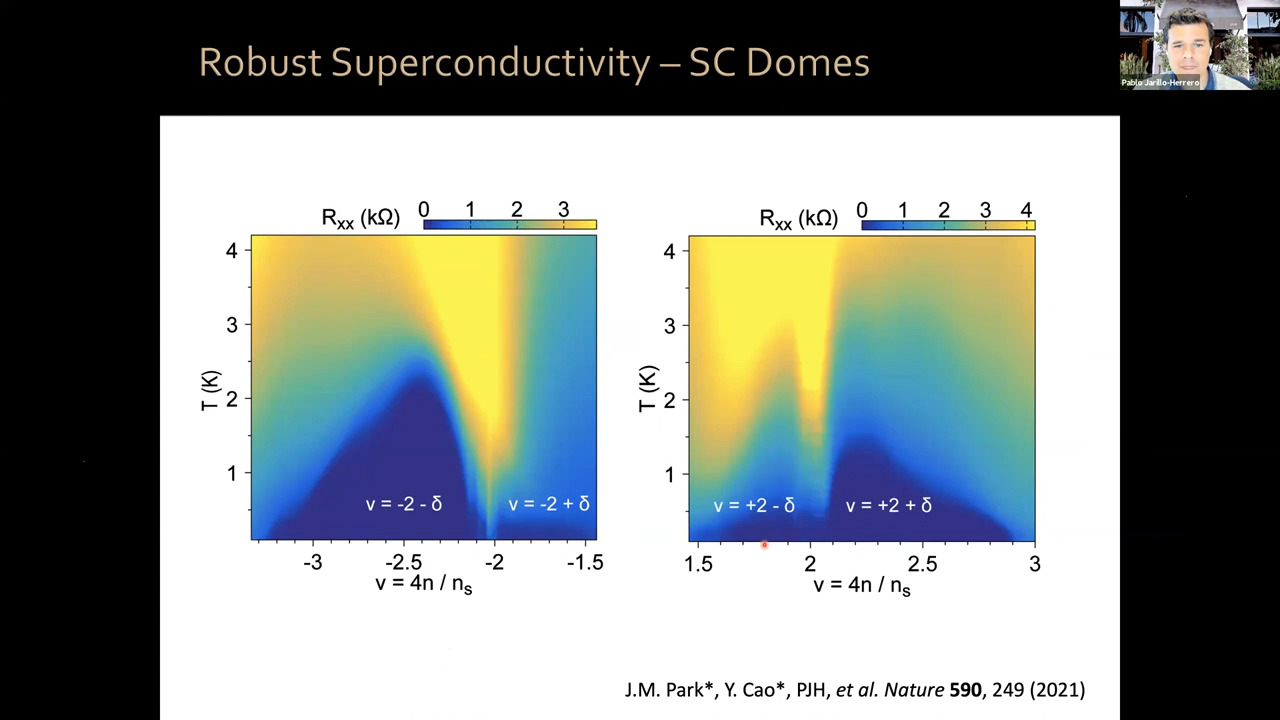 Robust Superconductivity – SC Domes
Pablo Jarillo-Herrero
Rxx (kΩ) 0 1 2 3
4
3
2
1
T (K)
ν = -2 - δ
ν = -2 + δ
-3 -2.5 -2 -1.5
ν = 4n / ns
Rxx (kΩ) 0 1 2 3 4
4
3
2
1
T (K)
ν = +2 - δ
ν = +2 + δ
1.5 2 2.5 3
ν = 4n / ns
J.M. Park*, Y. Cao*, PJH, et al. Nature 590, 249 (2021)